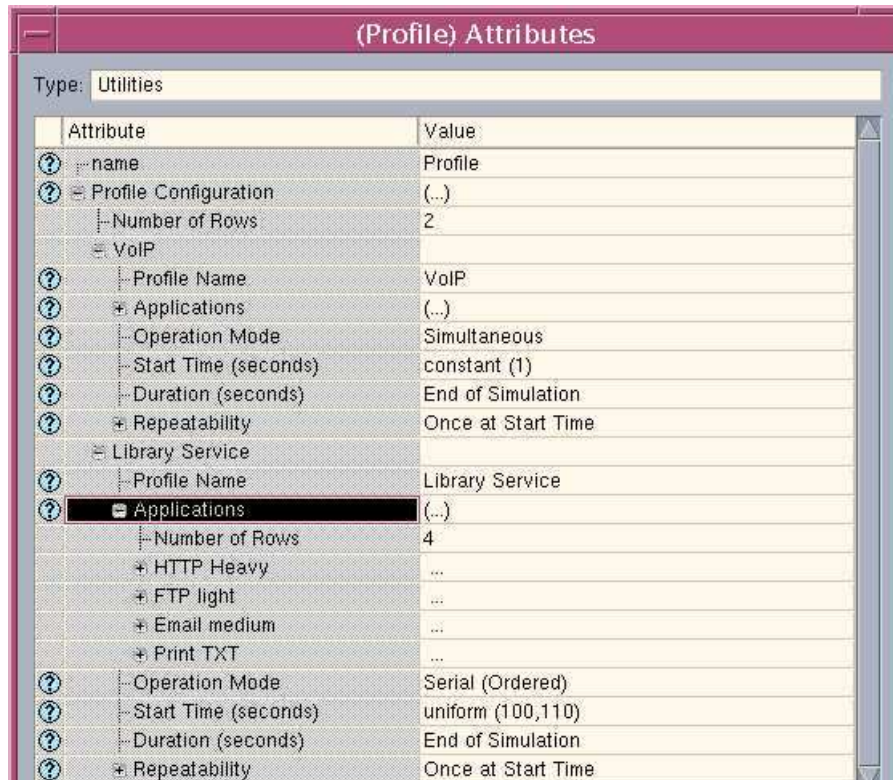 (Profile) Attributes
Type: Utilities
Attribute Value
name Profile
Profile Configuration (...)
Number of Rows 2
VoIP
Profile Name VoIP
Applications (...)
Operation Mode Simultaneous
Start Time (seconds) constant (1)
Duration (seconds) End of Simulation
Repeatability Once at Start Time
Library Service
Profile Name Library Service
Applications (...)
Number of Rows 4
HTTP Heavy ...
FTP light ...
Email medium ...
Print TXT ...
Operation Mode Serial (Ordered)
Start Time (seconds) uniform (100,110)
Duration (seconds) End of Simulation
Repeatability Once at Start Time